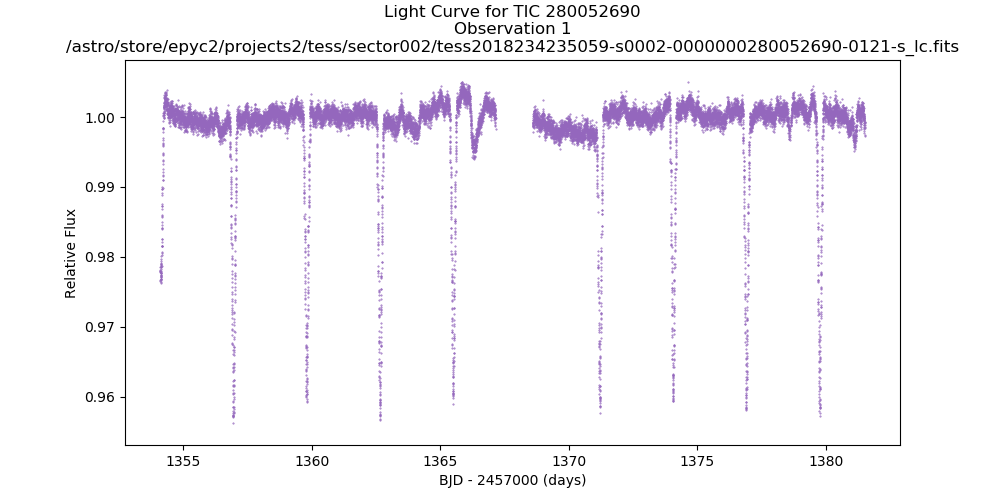 Light Curve for TIC 280052690
Observation 1
/astro/store/epyc2/projects2/tess/sector002/tess2018234235059-s0002-0000000280052690-0121-s_lc.fits
1.00
0.99
0.98
0.97
0.96
Relative Flux
1355
1360
1365
1370
1375
1380
BJD - 2457000 (days)